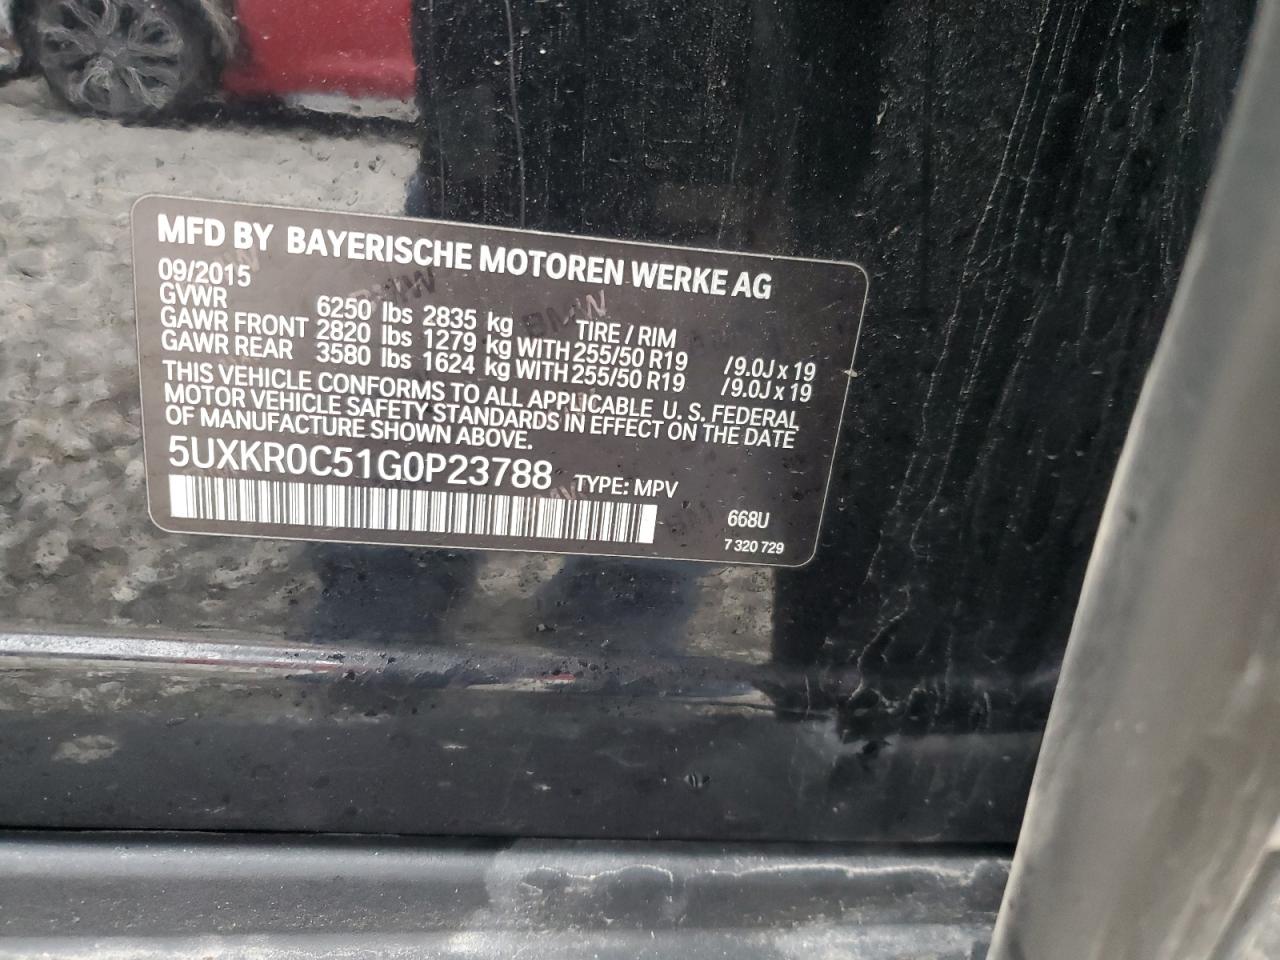 MFD BY BAYERISCHE MOTOREN WERKE AG
09/2015
GVWR 6250 lbs 2835 kg TIRE / RIM
GAWR FRONT 2820 lbs 1279 kg WITH 255/50 R19 /9.0J x 19
GAWR REAR 3580 lbs 1624 kg WITH 255/50 R19 /9.0J x 19
THIS VEHICLE CONFORMS TO ALL APPLICABLE U. S. FEDERAL
MOTOR VEHICLE SAFETY STANDARDS IN EFFECT ON THE DATE
OF MANUFACTURE SHOWN ABOVE.
5UXKR0C51G0P23788 TYPE: MPV
668U
7 320 729